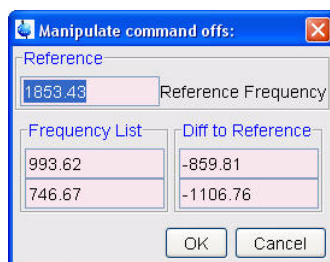 Manipulate command offs:
Reference
1853.43 Reference Frequency
Frequency List Diff to Reference
993.62 -859.81
746.67 -1106.76
OK Cancel